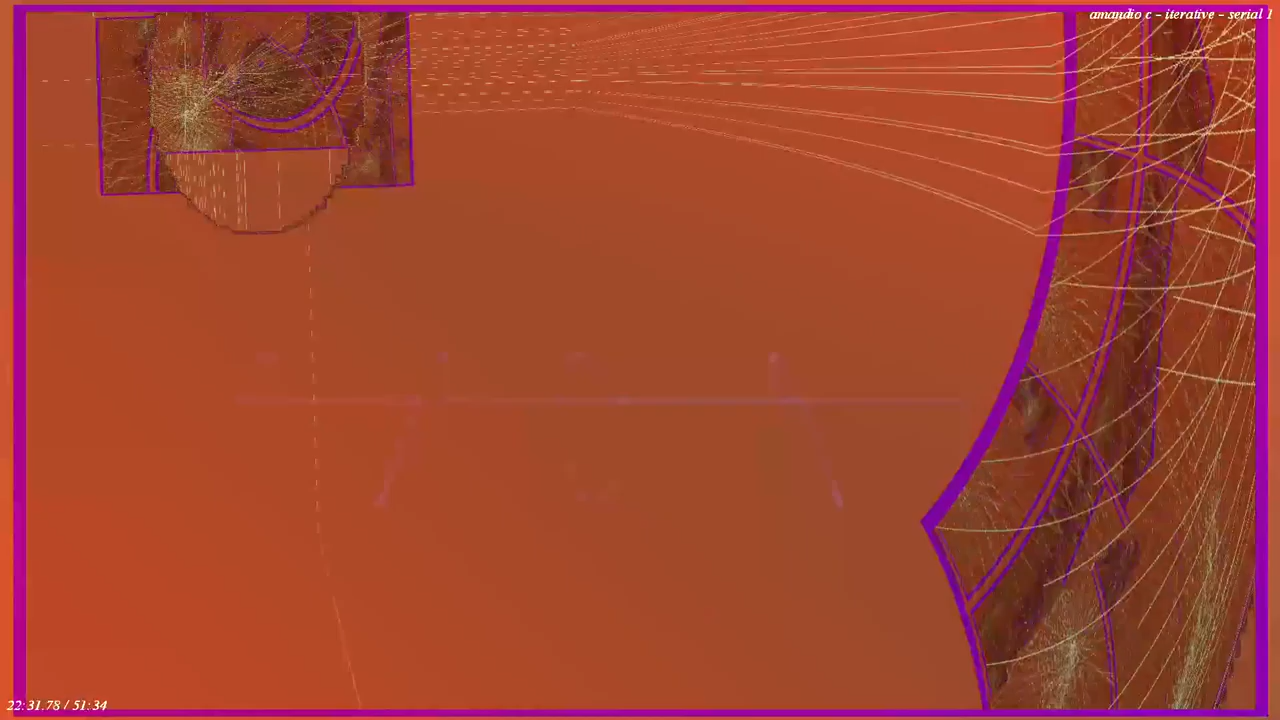 amandio c – iterative – serial 1
22:31.78 / 51:34